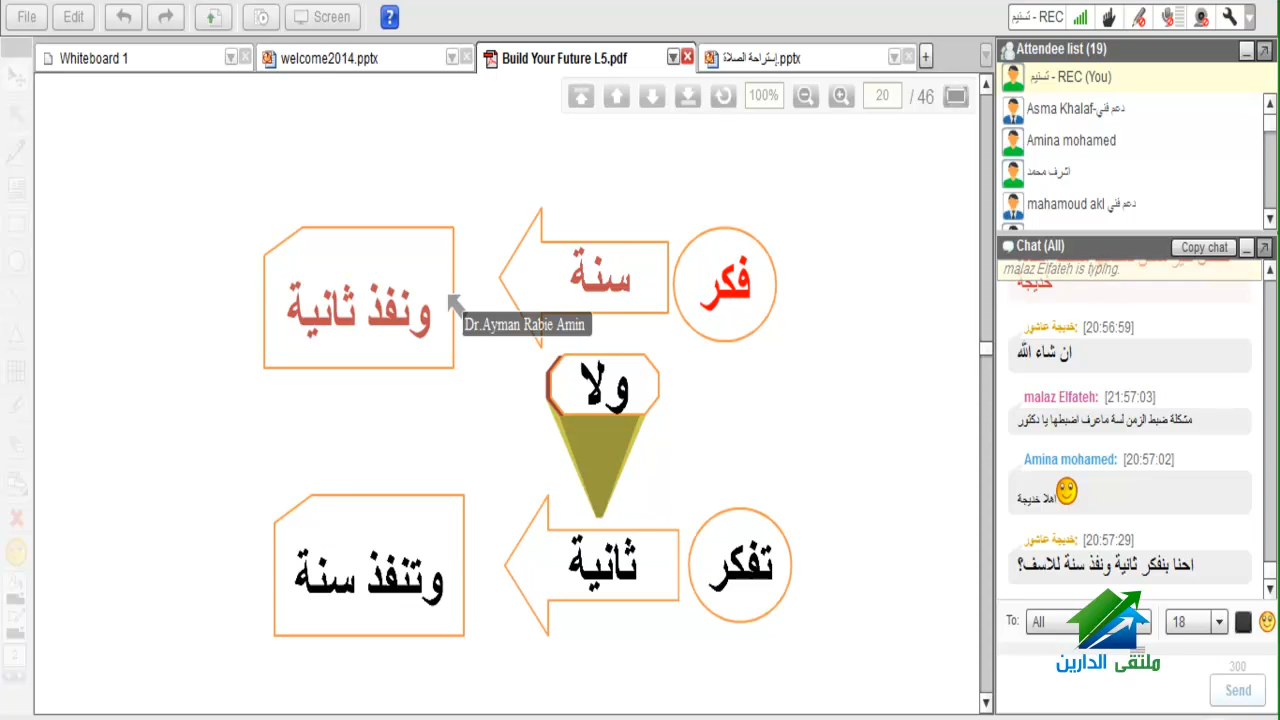 File
Edit
Screen
?
تسنيم - REC
Whiteboard 1
welcome2014.pptx
Build Your Future L5.pdf
إستراحة الصلاة.pptx
100%
20 / 46
فكر
سنة
ونفذ ثانية
Dr.Ayman Rabie Amin
ولا
تفكر
ثانية
وتنفذ سنة
Attendee list (19)
تسنيم - REC (You)
Asma Khalaf-دعم فني
Amina mohamed
اشرف محمد
mahamoud akl دعم فني
Chat (All)
Copy chat
malaz Elfateh is typing.
خديجة
خديجة عاشور: [20:56:59]
ان شاء الله
malaz Elfateh: [21:57:03]
مشكلة ضبط الزمن لسة ماعرف اضبطها يا دكتور
Amina mohamed: [20:57:02]
اهلا خديجة
خديجة عاشور: [20:57:29]
احنا بنفكر ثانية ونفذ سنة للاسف؟
To:
All
18
ملتقى الدارين
300
Send
2